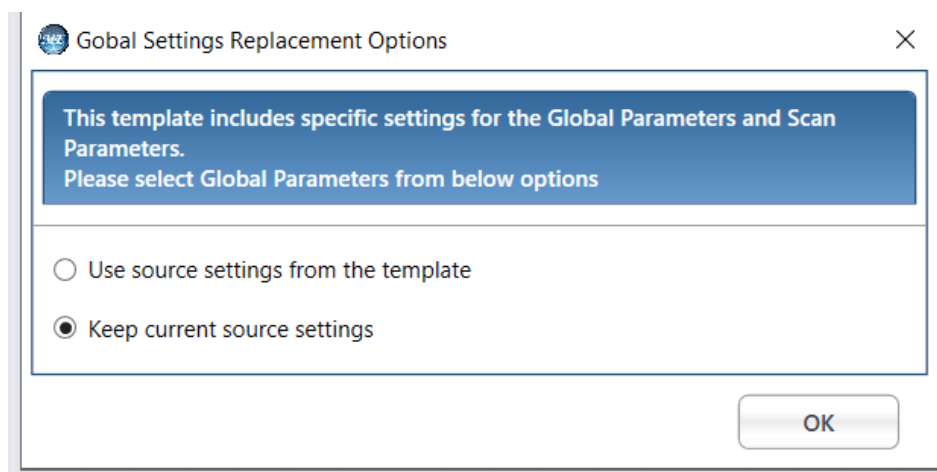 Gobal Settings Replacement Options
This template includes specific settings for the Global Parameters and Scan
Parameters.
Please select Global Parameters from below options
Use source settings from the template
Keep current source settings
OK